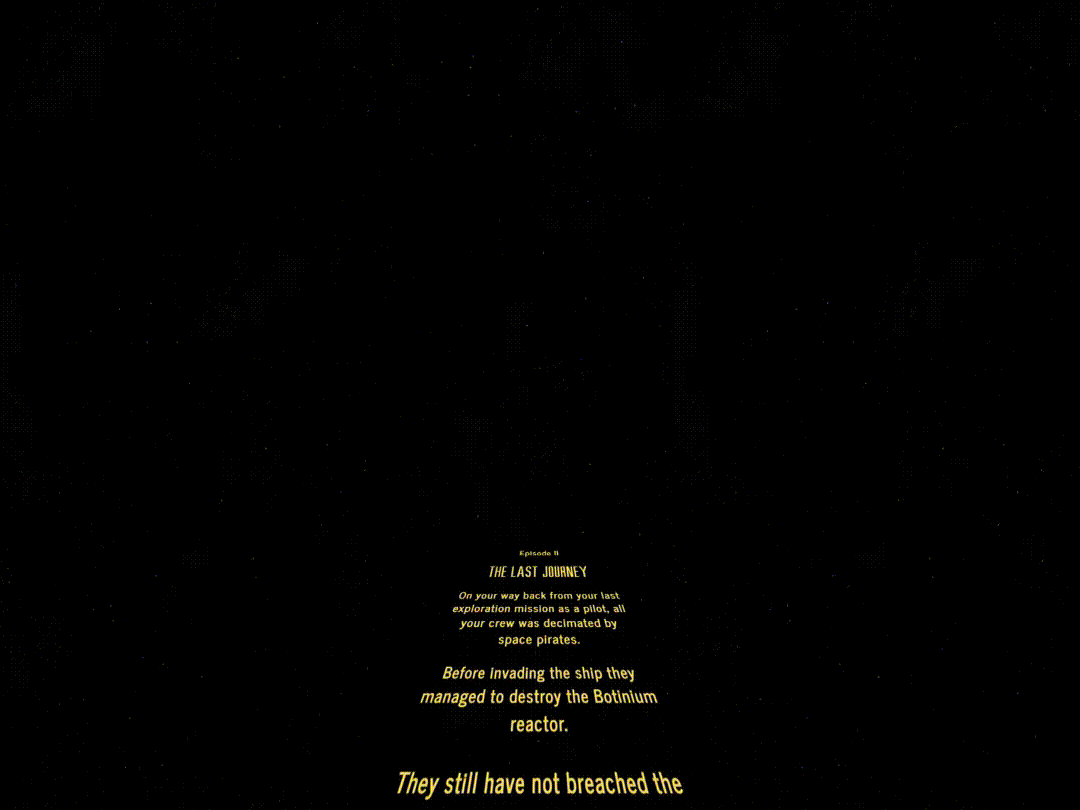 Episode II
THE LAST JOURNEY
On your way back from your last
exploration mission as a pilot, all
your crew was decimated by
space pirates.
Before invading the ship they
managed to destroy the Botinium
reactor.
They still have not breached the